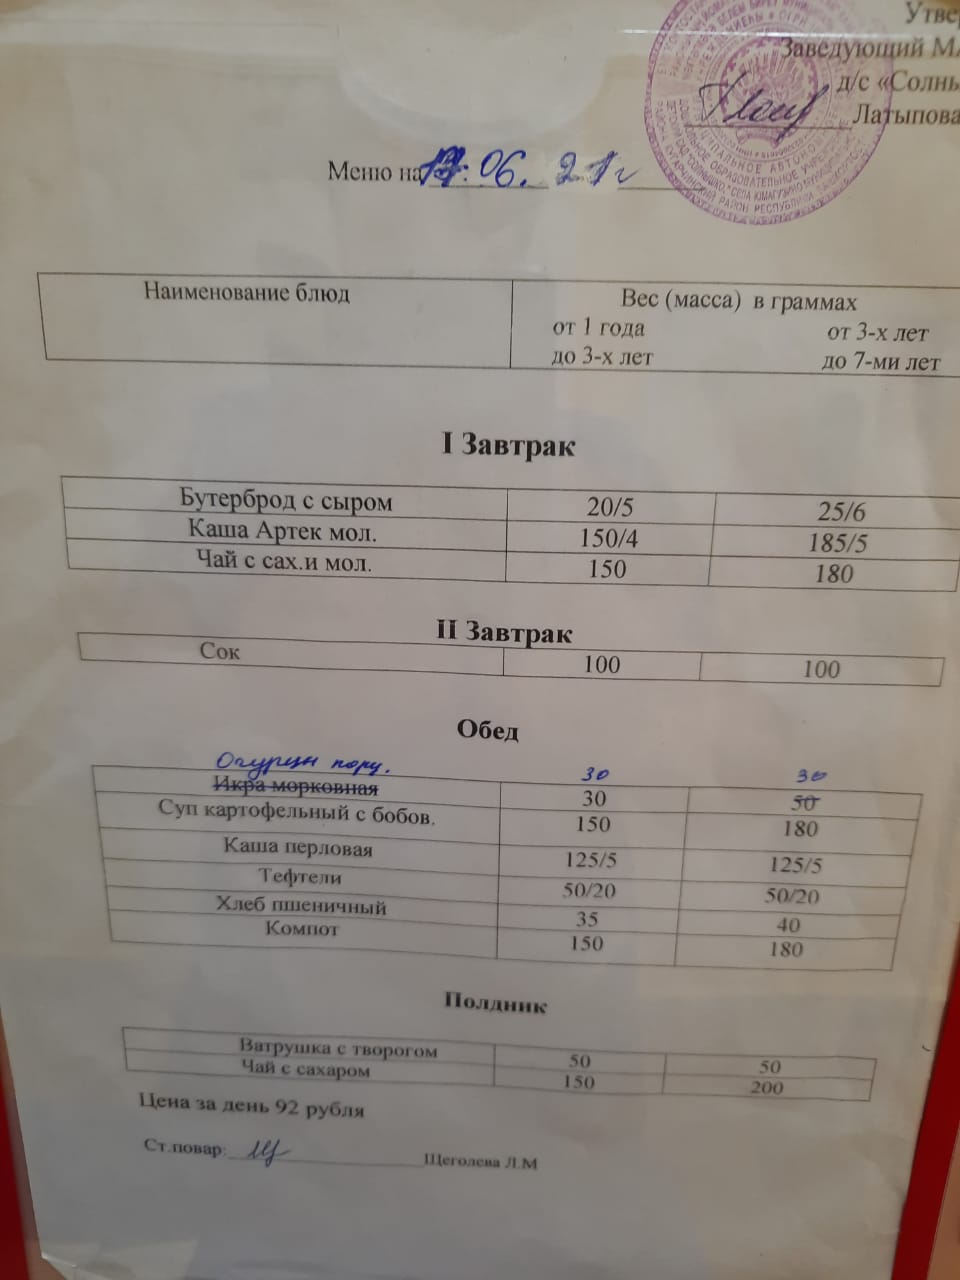 Утвер
Заведующий МА
д/с «Солны
Латыпова
Меню на 06. 21г
Наименование блюд Вес (масса) в граммах
от 1 года от 3-х лет
до 3-х лет до 7-ми лет
I Завтрак
Бутерброд с сыром 20/5 25/6
Каша Артек мол. 150/4 185/5
Чай с сах.и мол. 150 180
II Завтрак
Сок 100 100
Обед
Огурцы пору. 30 30
Икра морковная 30 50
Суп картофельный с бобов. 150 180
Каша перловая 125/5 125/5
Тефтели 50/20 50/20
Хлеб пшеничный 35 40
Компот 150 180
Полдник
Ватрушка с творогом 50 50
Чай с сахаром 150 200
Цена за день 92 рубля
Ст.повар: Щеголева Л.М